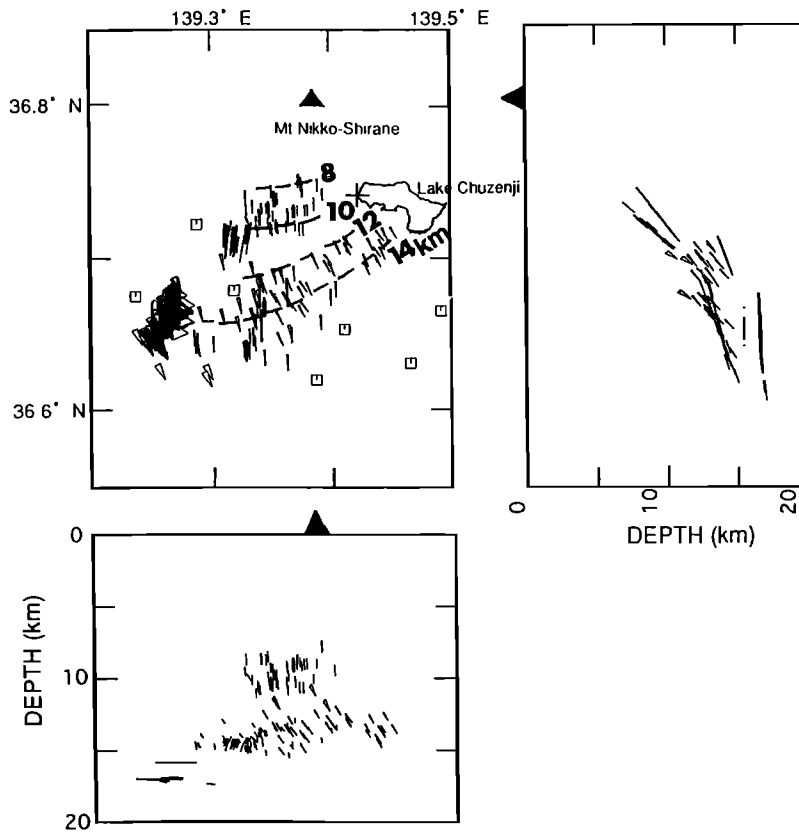 139.3° E 139.5° E
36.8° N
Mt Nikko-Shirane
8
Lake Chuzenji
10
12
14km
36 6° N
0 10 20
DEPTH (km)
0
10
20
DEPTH (km)